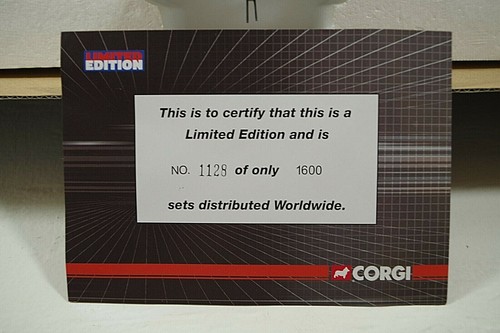 LIMITED
EDITION
This is to certify that this is a
Limited Edition and is
NO. 1128 of only 1600
sets distributed Worldwide.
CORGI